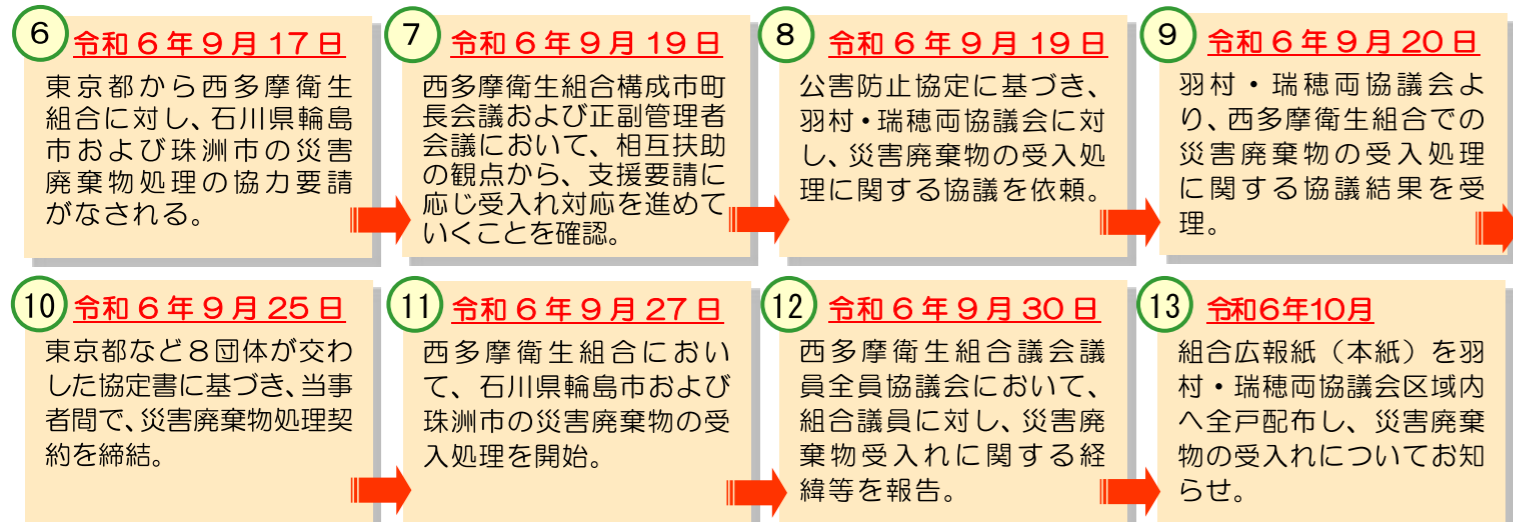 6 令和6年9月17日
東京都から西多摩衛生
組合に対し、石川県輪島
市および珠洲市の災害
廃棄物処理の協力要請
がなされる。
7 令和6年9月19日
西多摩衛生組合構成市町
長会議および正副管理者
会議において、相互扶助
の観点から、支援要請に
応じ受入れ対応を進めて
いくことを確認。
8 令和6年9月19日
公害防止協定に基づき、
羽村・瑞穂両協議会に対
し、災害廃棄物の受入処
理に関する協議を依頼。
9 令和6年9月20日
羽村・瑞穂両協議会よ
り、西多摩衛生組合での
災害廃棄物の受入処理
に関する協議結果を受
理。
10 令和6年9月25日
東京都など8団体が交わ
した協定書に基づき、当事
者間で、災害廃棄物処理契
約を締結。
11 令和6年9月27日
西多摩衛生組合におい
て、石川県輪島市および
珠洲市の災害廃棄物の受
入処理を開始。
12 令和6年9月30日
西多摩衛生組合議会議
員全員協議会において、
組合議員に対し、災害廃
棄物受入れに関する経
緯等を報告。
13 令和6年10月
組合広報紙（本紙）を羽
村・瑞穂両協議会区域内
へ全戸配布し、災害廃棄
物の受入れについてお知
らせ。